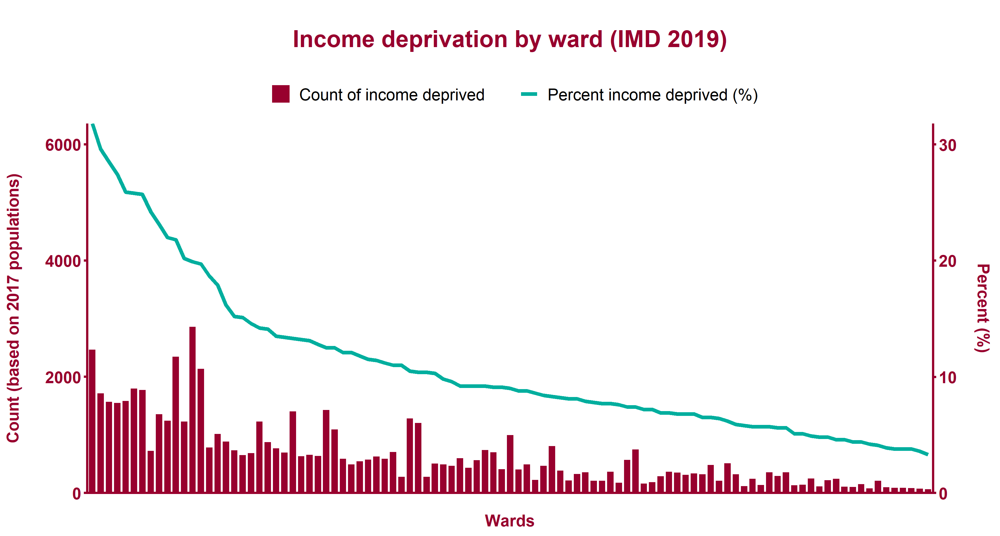 Income deprivation by ward (IMD 2019)
Count of income deprived
Percent income deprived (%)
Count (based on 2017 populations)
6000
4000
2000
0
30
20
10
0
Percent (%)
Wards